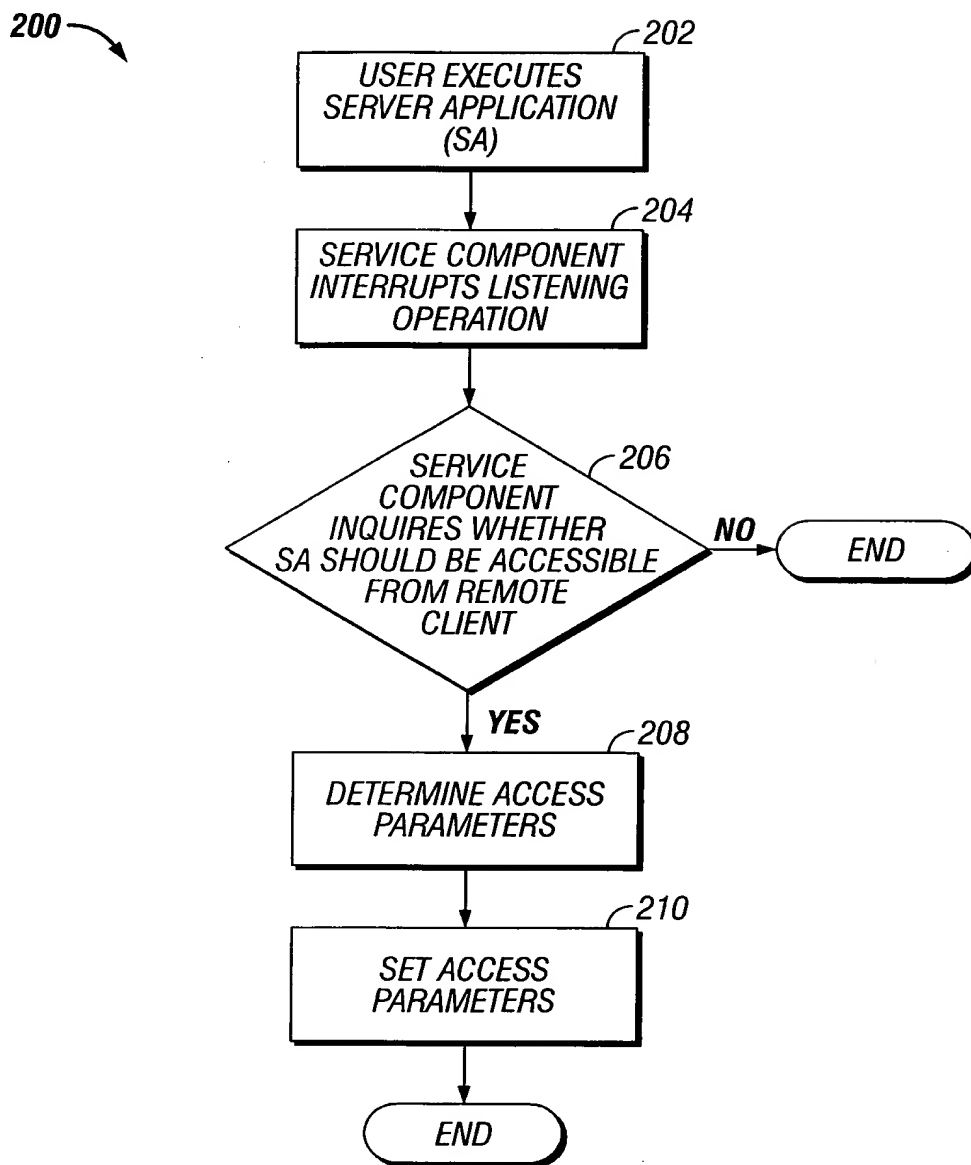 200
202
USER EXECUTES
SERVER APPLICATION
(SA)
204
SERVICE COMPONENT
INTERRUPTS LISTENING
OPERATION
206
SERVICE
COMPONENT
INQUIRES WHETHER
SA SHOULD BE ACCESSIBLE
FROM REMOTE
CLIENT
NO
END
YES
208
DETERMINE ACCESS
PARAMETERS
210
SET ACCESS
PARAMETERS
END